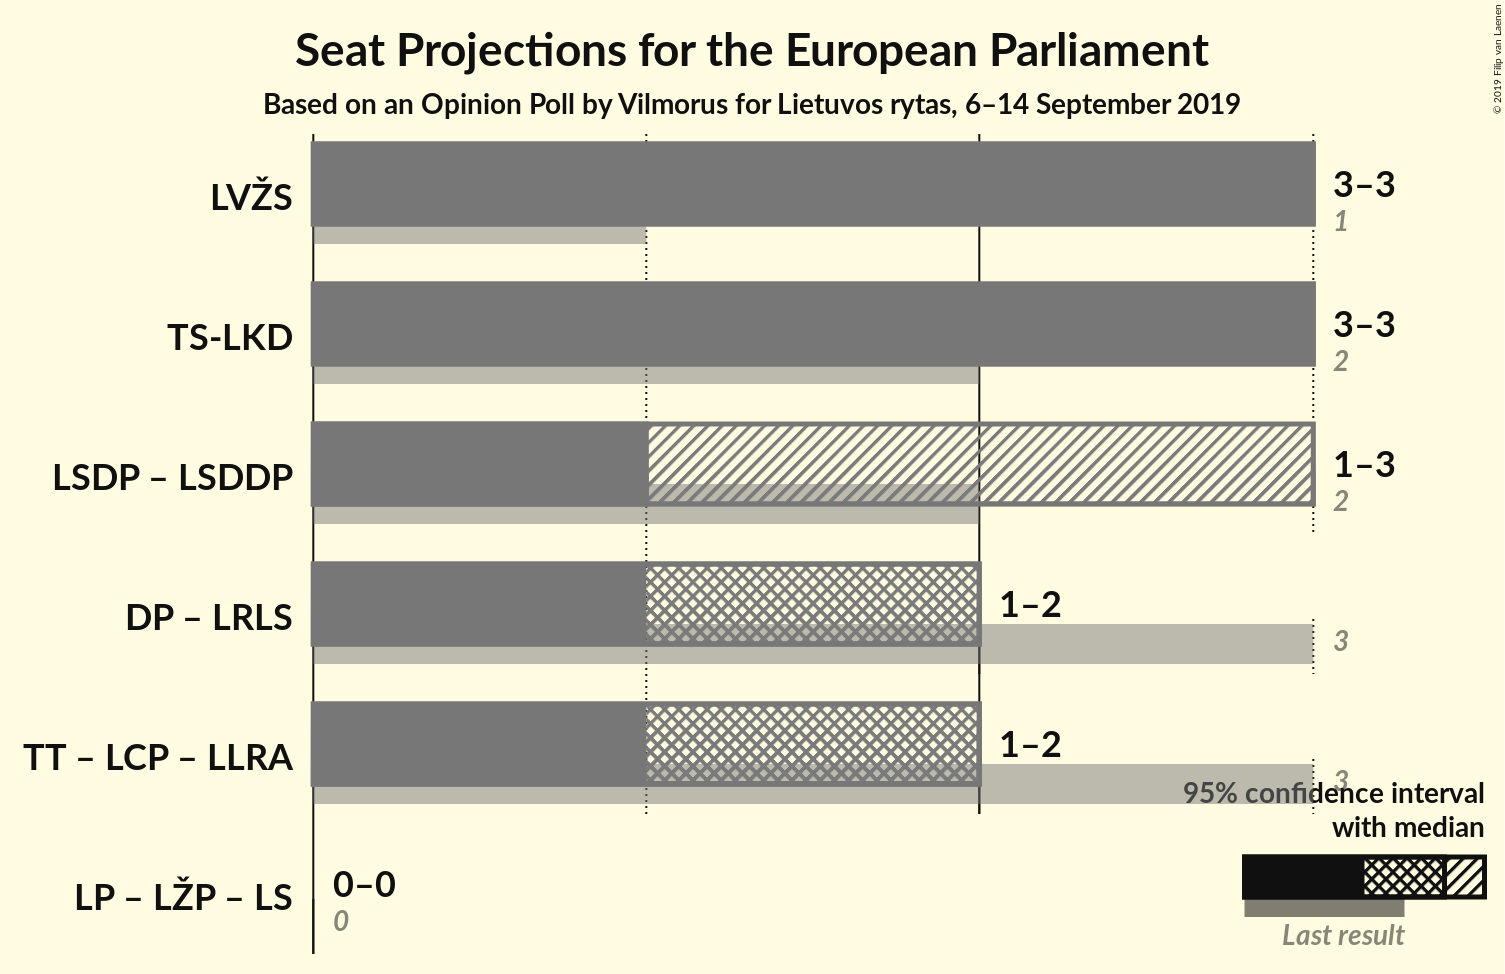 Seat Projections for the European Parliament
Based on an Opinion Poll by Vilmorus for Lietuvos rytas, 6–14 September 2019
© 2019 Filip van Laenen
LVŽS
3–3
1
TS-LKD
3–3
2
LSDP – LSDDP
1–3
2
DP – LRLS
1–2
3
TT – LCP – LLRA
1–2
3
LP – LŽP – LS
0–0
0
95% confidence interval
with median
Last result